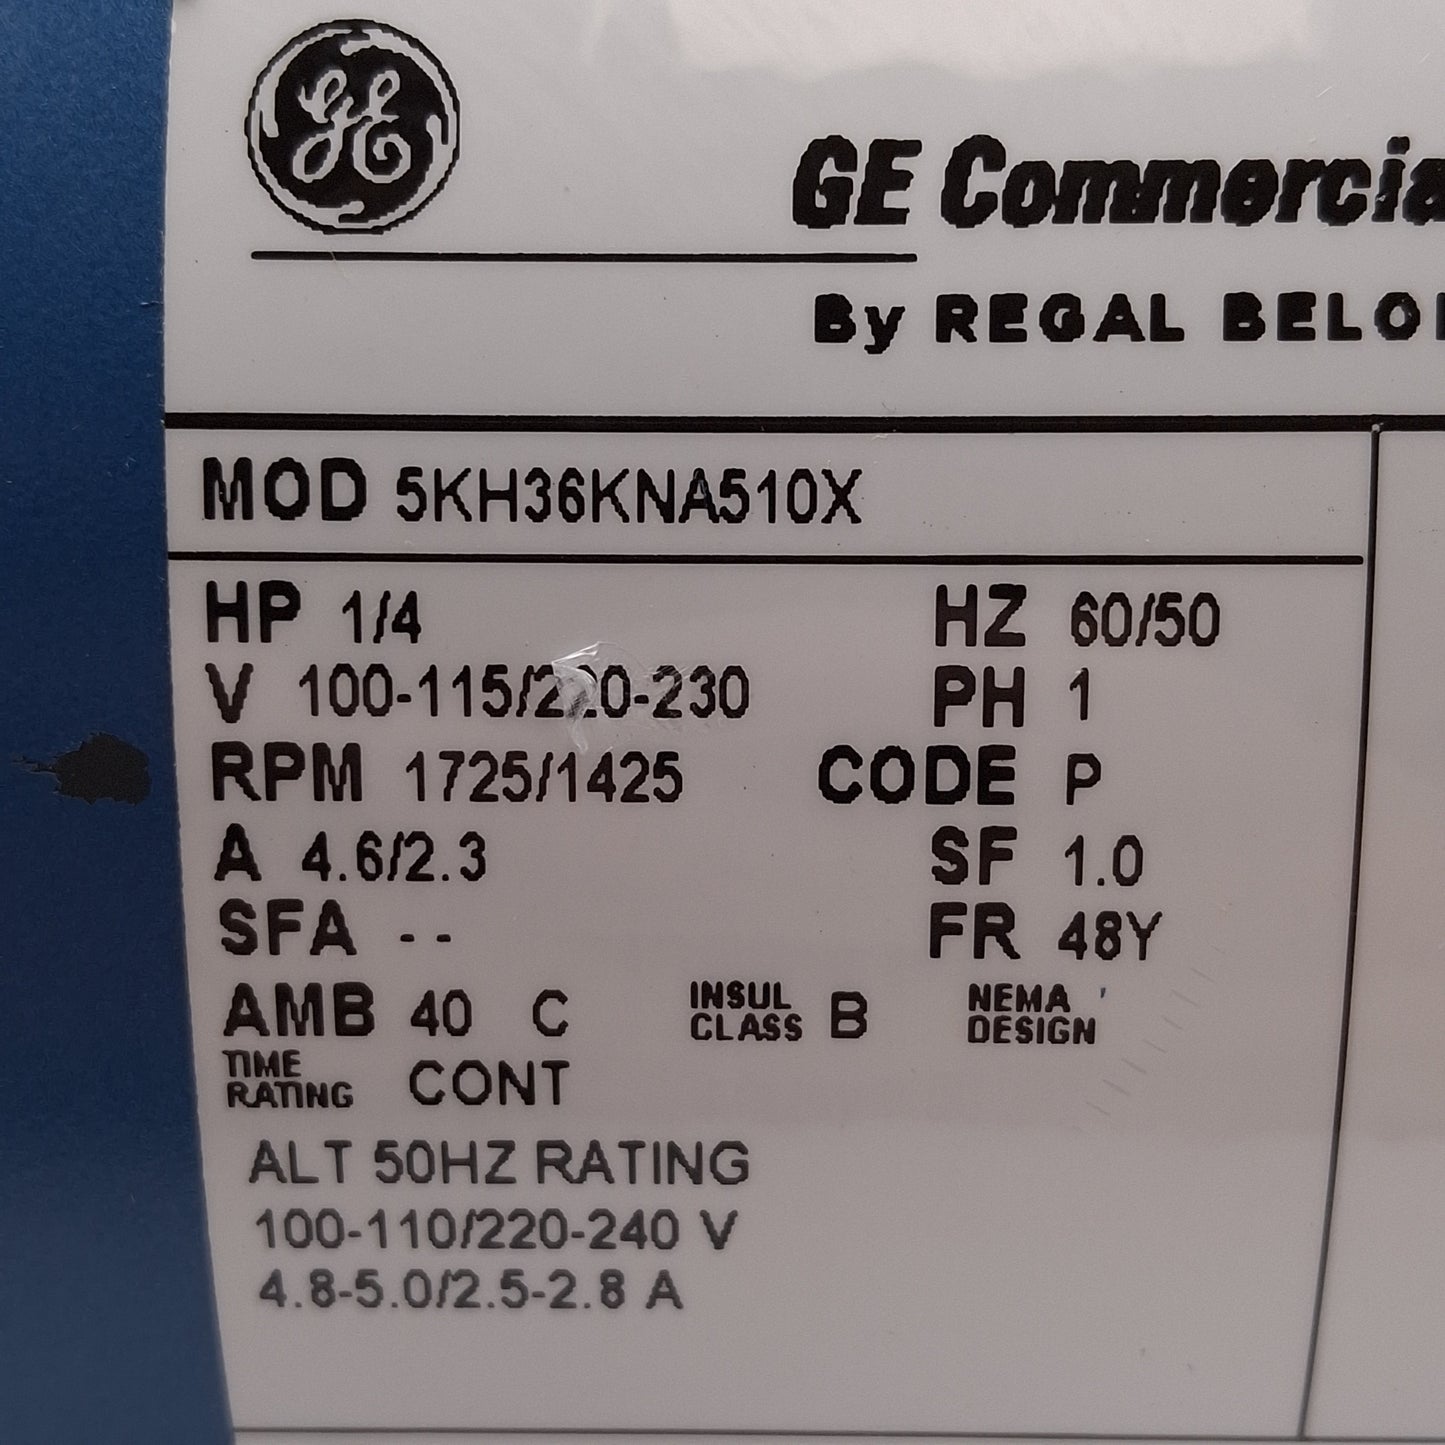 GE
GE Commercia
By REGAL BELO
MOD 5KH36KNA510X
HP 1/4 HZ 60/50
V 100-115/220-230 PH 1
RPM 1725/1425 CODE P
A 4.6/2.3 SF 1.0
SFA -- FR 48Y
AMB 40 C INSUL CLASS B NEMA DESIGN
TIME RATING CONT
ALT 50HZ RATING
100-110/220-240 V
4.8-5.0/2.5-2.8 A